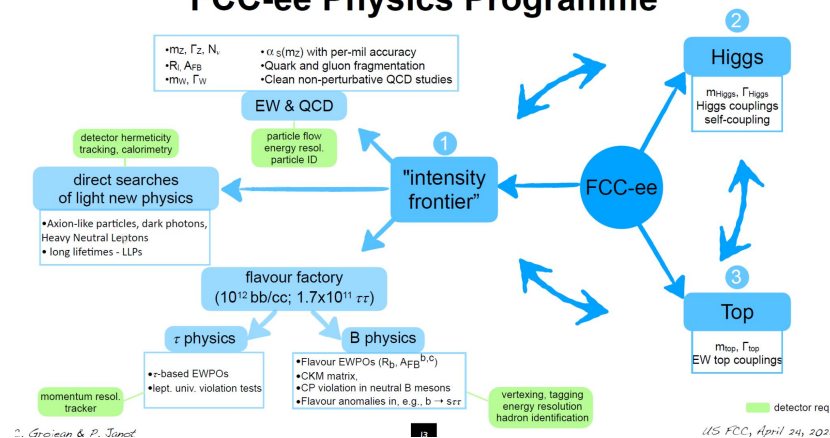 FCC-ee Physics Programme
2
•mZ, ΓZ, Nν
•Rl, AFB
•mW, ΓW
•αS(mZ) with per-mil accuracy
•Quark and gluon fragmentation
•Clean non-perturbative QCD studies
Higgs
mHiggs, ΓHiggs
Higgs couplings
self-coupling
EW & QCD
particle flow
energy resol.
particle ID
detector hermeticity
tracking, calorimetry
1
"intensity
frontier”
FCC-ee
direct searches
of light new physics
•Axion-like particles, dark photons,
Heavy Neutral Leptons
• long lifetimes - LLPs
flavour factory
(10¹² bb/cc; 1.7x10¹¹ ττ)
3
Top
mtop, Γtop
EW top couplings
τ physics
•τ-based EWPOs
•lept. univ. violation tests
B physics
•Flavour EWPOs (Rb, AFBb,c)
•CKM matrix,
•CP violation in neutral B mesons
•Flavour anomalies in, e.g., b → sττ
momentum resol.
tracker
vertexing, tagging
energy resolution
hadron identification
detector req
Grojean & P. Janot
13
US FCC, April 24, 202